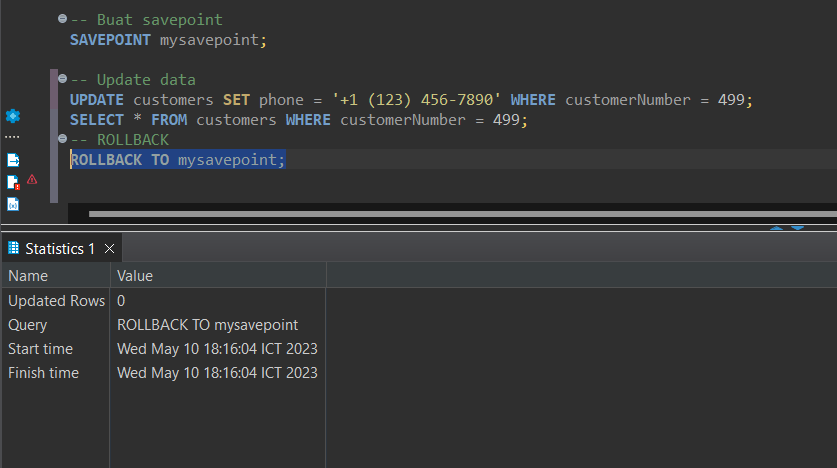 -- Buat savepoint
SAVEPOINT mysavepoint;
-- Update data
UPDATE customers SET phone = '+1 (123) 456-7890' WHERE customerNumber = 499;
SELECT * FROM customers WHERE customerNumber = 499;
-- ROLLBACK
ROLLBACK TO mysavepoint;
Statistics 1
Name Value
Updated Rows 0
Query ROLLBACK TO mysavepoint
Start time Wed May 10 18:16:04 ICT 2023
Finish time Wed May 10 18:16:04 ICT 2023